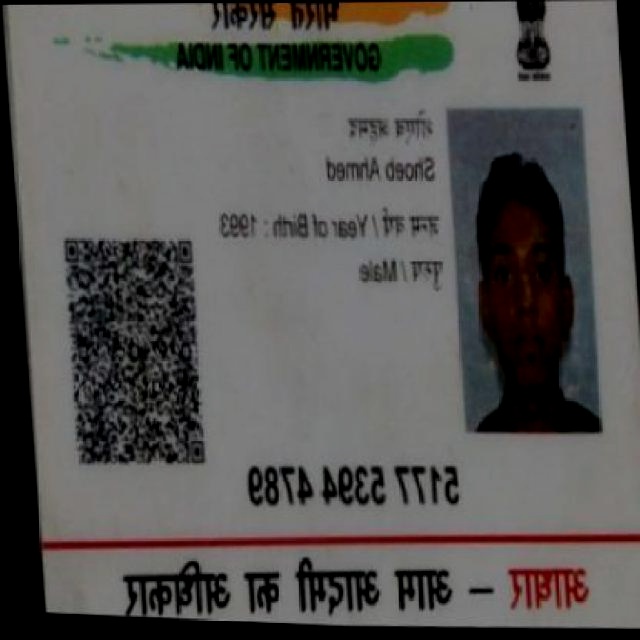 भारत सरकार
GOVERNMENT OF INDIA
शोएब अहमद
Shoeb Ahmed
जन्म वर्ष / Year of Birth : 1993
पुरुष / Male
5177 5394 4789
आधार – आम आदमी का अधिकार